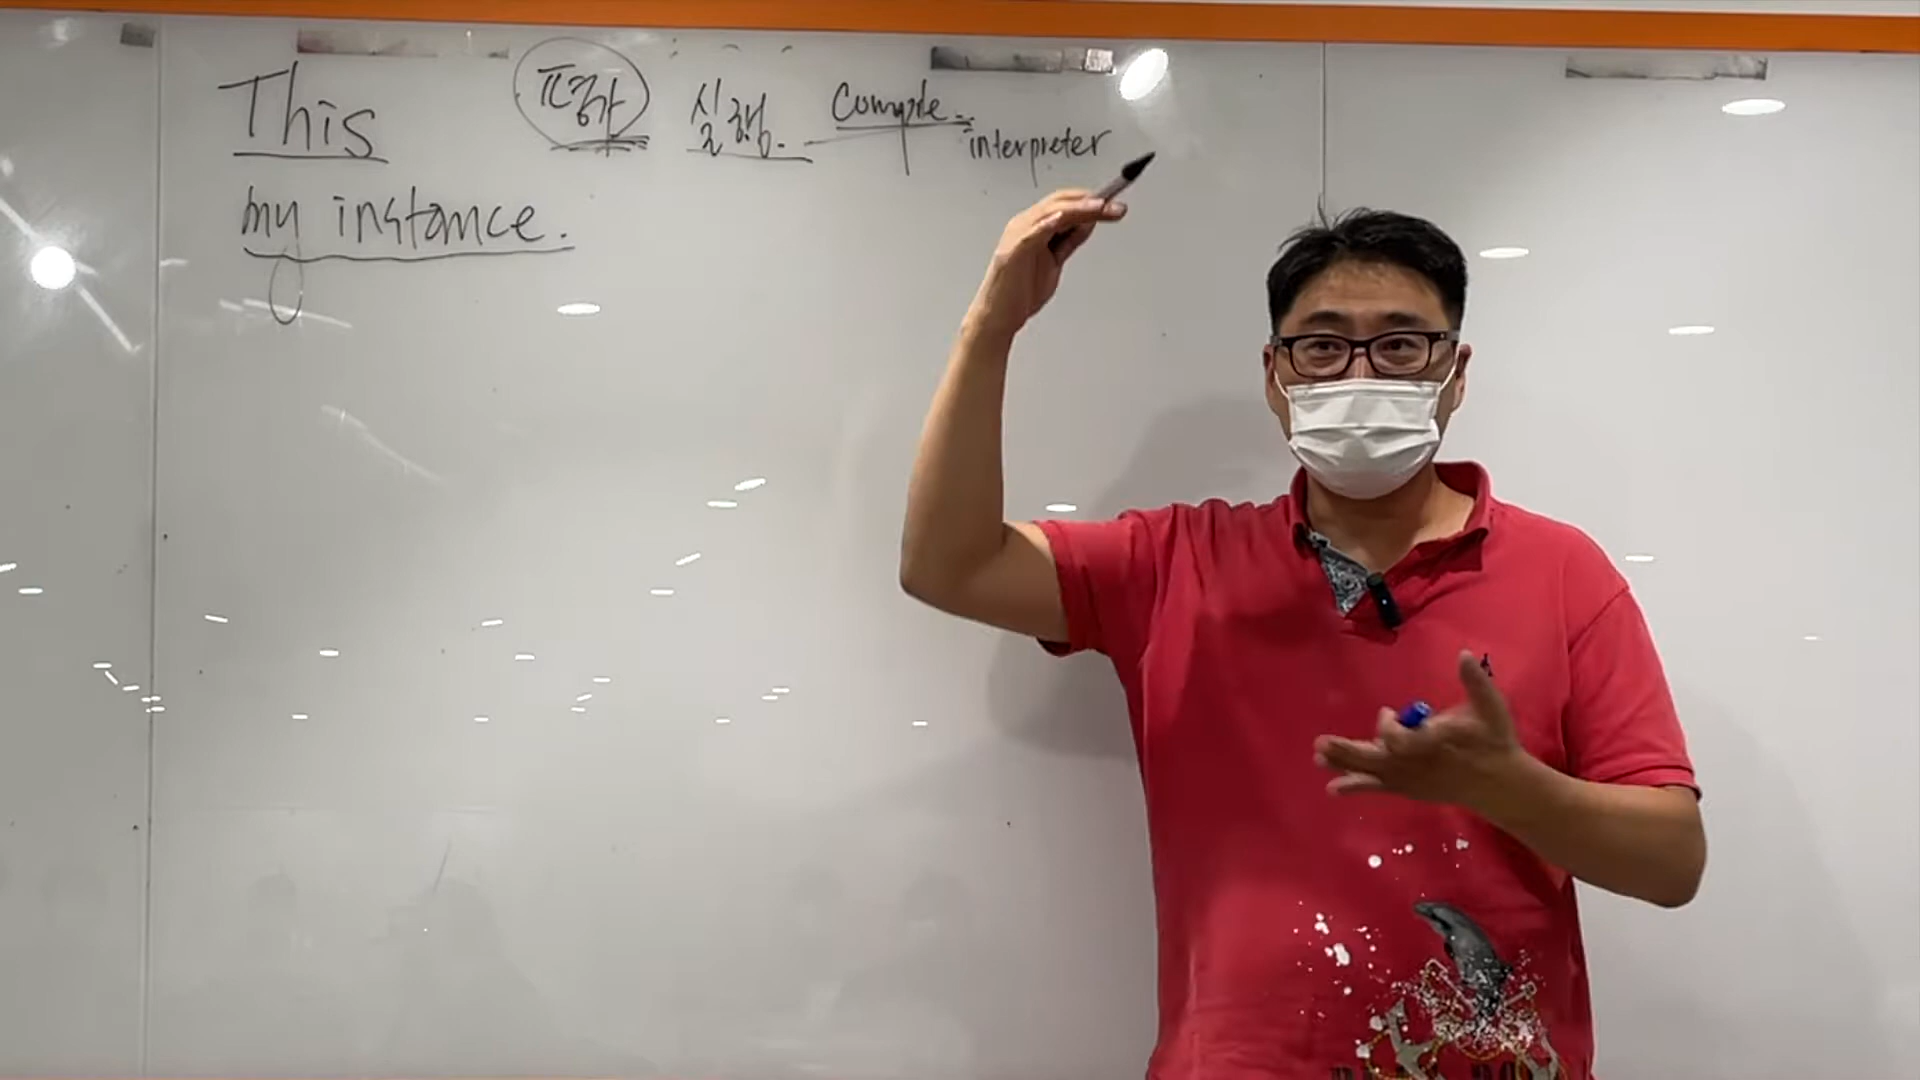 This 평가 실행. Compile
interpreter
my instance.